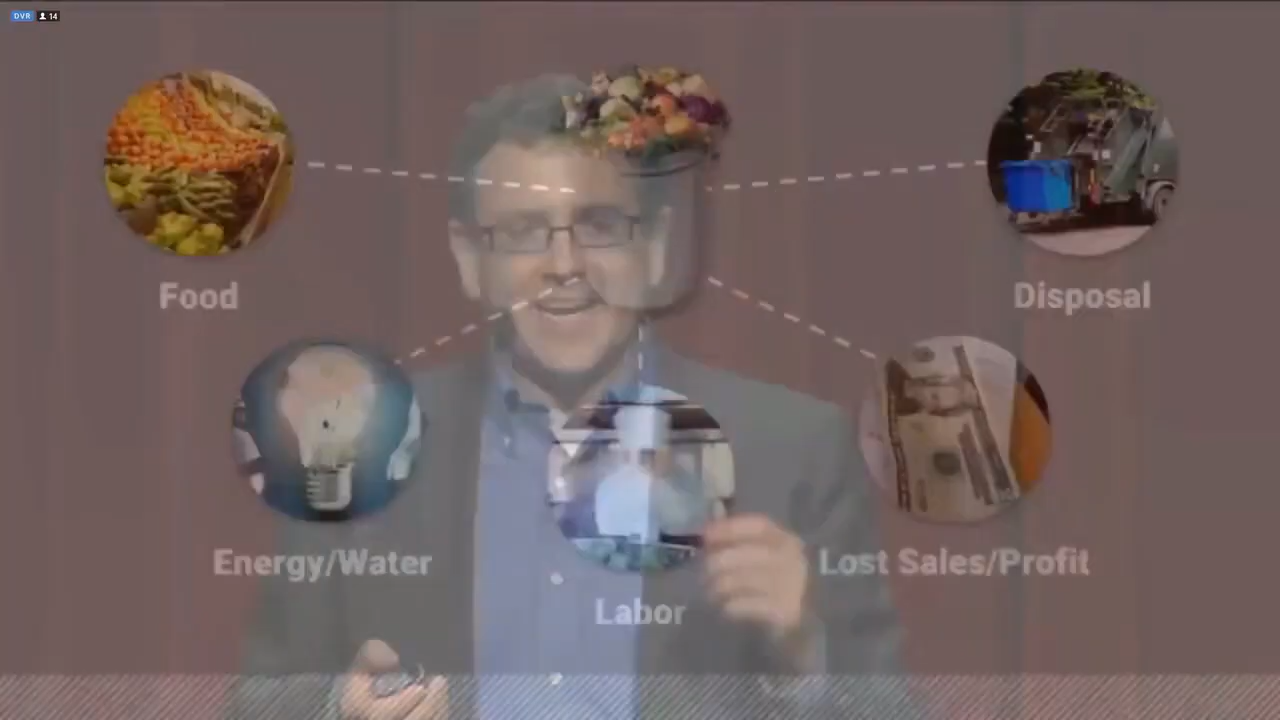 DVR 14
Food
Disposal
Energy/Water
Lost Sales/Profit
Labor